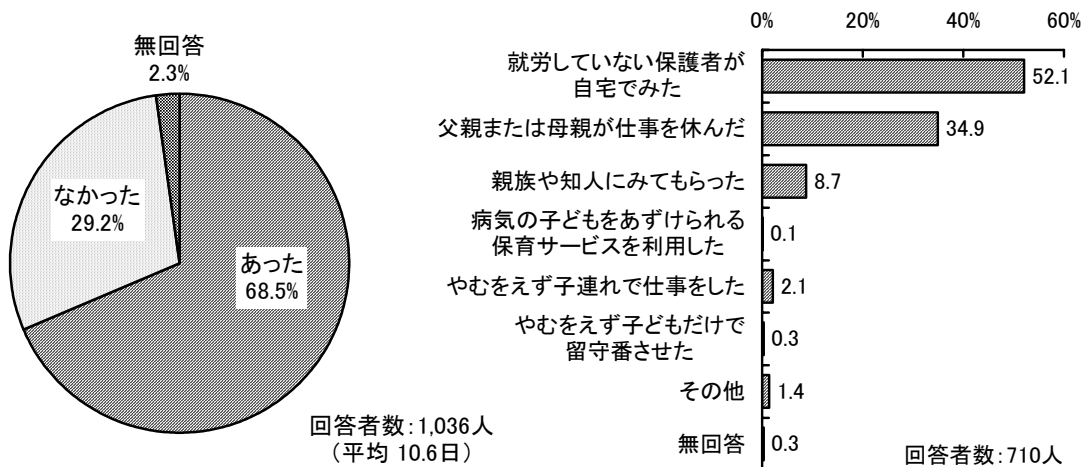 無回答
2.3%
なかった
29.2%
あった
68.5%
回答者数:1,036人
(平均 10.6日)
0%
20%
40%
60%
就労していない保護者が
自宅でみた
52.1
父親または母親が仕事を休んだ
34.9
親族や知人にみてもらった
8.7
病気の子どもをあずけられる
保育サービスを利用した
0.1
やむをえず子連れで仕事をした
2.1
やむをえず子どもだけで
留守番させた
0.3
その他
1.4
無回答
0.3
回答者数:710人